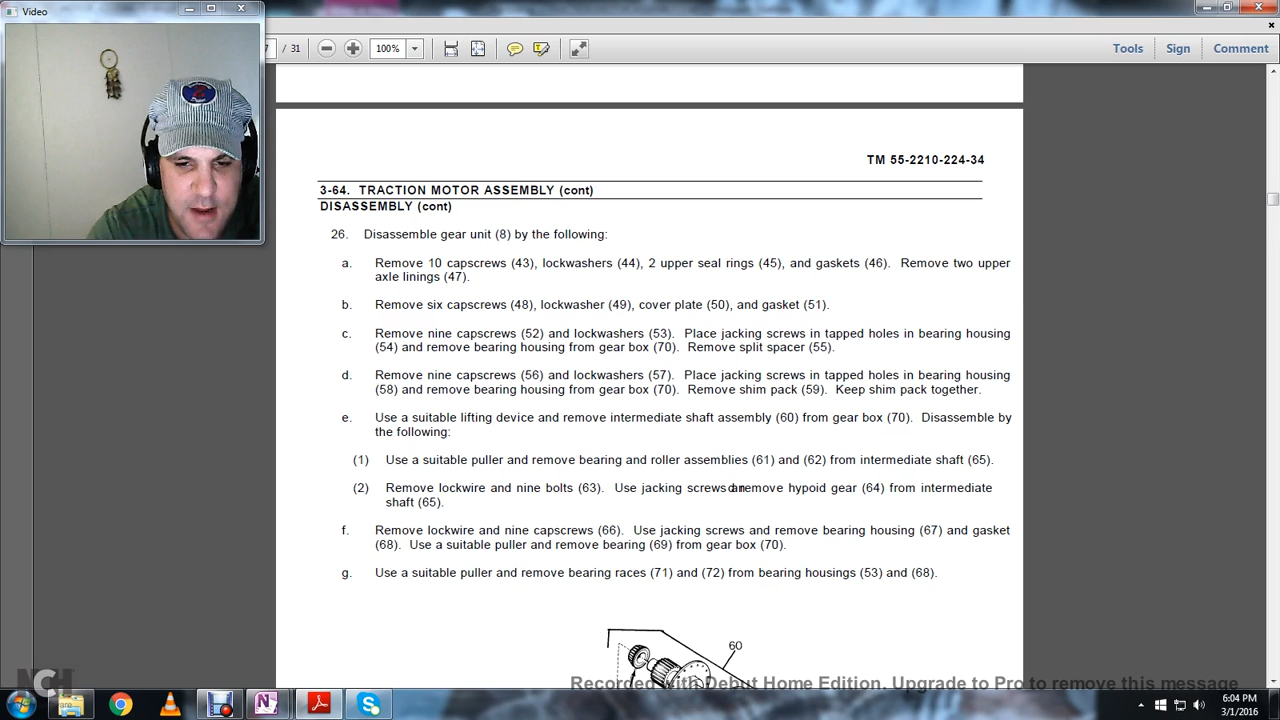 Video
7 / 31
100%
Tools
Sign
Comment
TM 55-2210-224-34
3-64. TRACTION MOTOR ASSEMBLY (cont)
DISASSEMBLY (cont)
26. Disassemble gear unit (8) by the following:
a. Remove 10 capscrews (43), lockwashers (44), 2 upper seal rings (45), and gaskets (46). Remove two upper
axle linings (47).
b. Remove six capscrews (48), lockwasher (49), cover plate (50), and gasket (51).
c. Remove nine capscrews (52) and lockwashers (53). Place jacking screws in tapped holes in bearing housing
(54) and remove bearing housing from gear box (70). Remove split spacer (55).
d. Remove nine capscrews (56) and lockwashers (57). Place jacking screws in tapped holes in bearing housing
(58) and remove bearing housing from gear box (70). Remove shim pack (59). Keep shim pack together.
e. Use a suitable lifting device and remove intermediate shaft assembly (60) from gear box (70). Disassemble by
the following:
(1) Use a suitable puller and remove bearing and roller assemblies (61) and (62) from intermediate shaft (65).
(2) Remove lockwire and nine bolts (63). Use jacking screws and remove hypoid gear (64) from intermediate
shaft (65).
f. Remove lockwire and nine capscrews (66). Use jacking screws and remove bearing housing (67) and gasket
(68). Use a suitable puller and remove bearing (69) from gear box (70).
g. Use a suitable puller and remove bearing races (71) and (72) from bearing housings (53) and (68).
60
NCH
Recorded with Debut Home Edition. Upgrade to Pro to remove this message
6:04 PM
3/1/2016